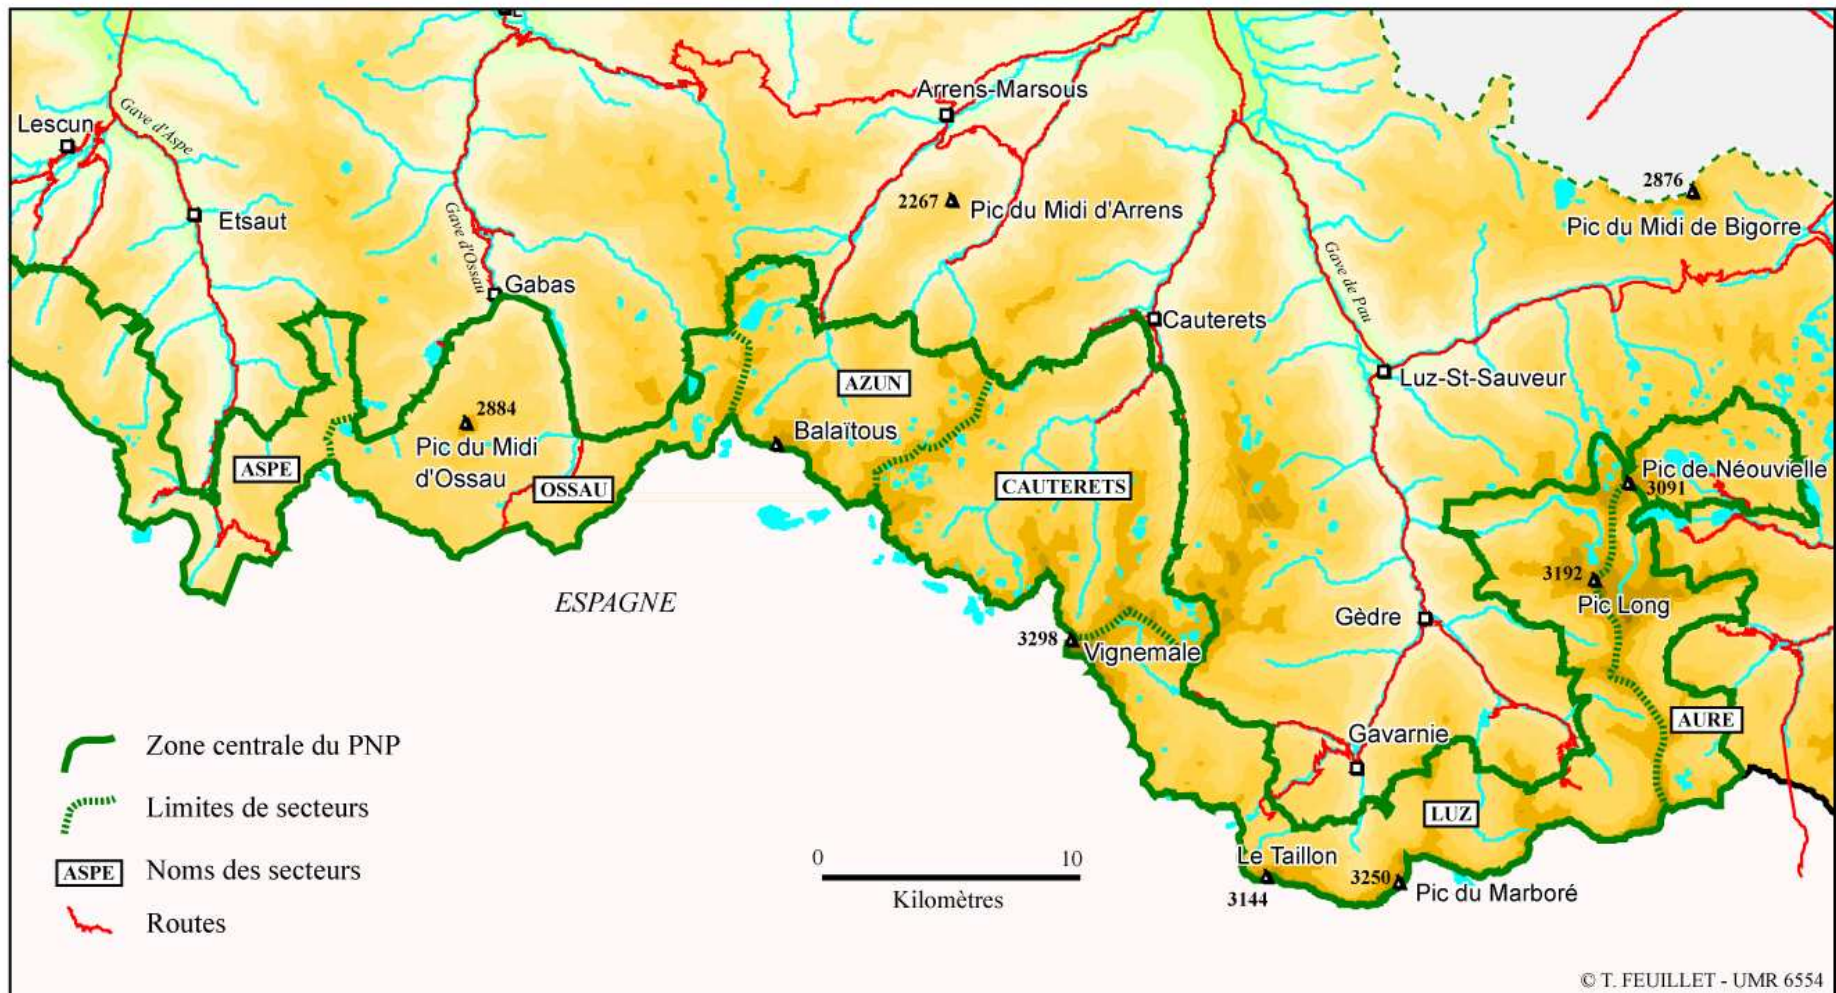 Arrens-Marsous
Gave d'Aspe
Lescun
2876
2267
Pic du Midi d'Arrens
Etsaut
Gave d'Ossau
Pic du Midi de Bigorre
Gave de Pau
Gabas
Cauterets
AZUN
Luz-St-Sauveur
2884
Balaïtous
Pic du Midi
d'Ossau
ASPE
OSSAU
CAUTERETS
Pic de Néouvielle
3091
3192
Pic Long
ESPAGNE
Gèdre
3298
Vignemale
AURE
Gavarnie
Zone centrale du PNP
Limites de secteurs
LUZ
ASPE
Noms des secteurs
0 10
Kilomètres
Le Taillon
3144
3250
Pic du Marboré
Routes
© T. FEUILLET - UMR 6554